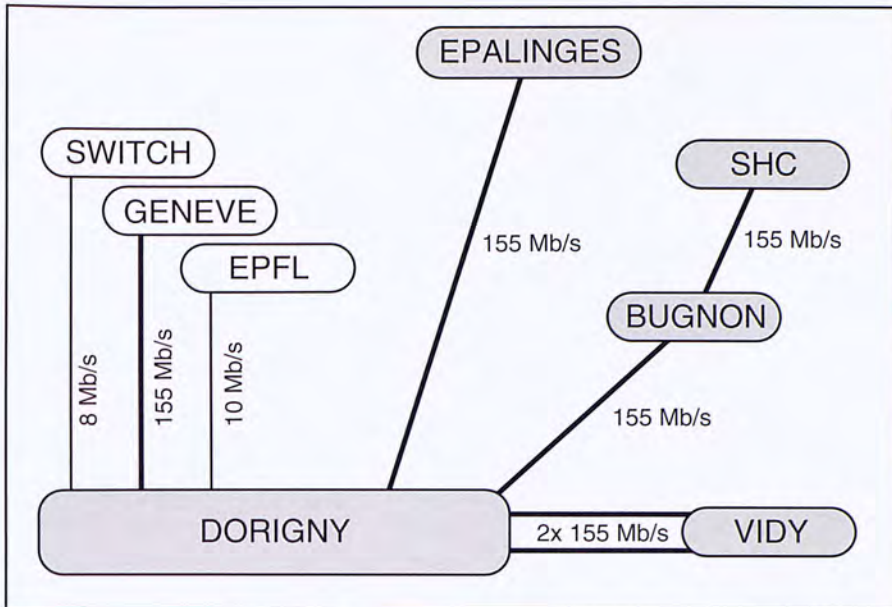 EPALINGES
SWITCH
SHC
GENEVE
155 Mb/s
155 Mb/s
EPFL
BUGNON
8 Mb/s
155 Mb/s
10 Mb/s
155 Mb/s
DORIGNY
2x 155 Mb/s
VIDY